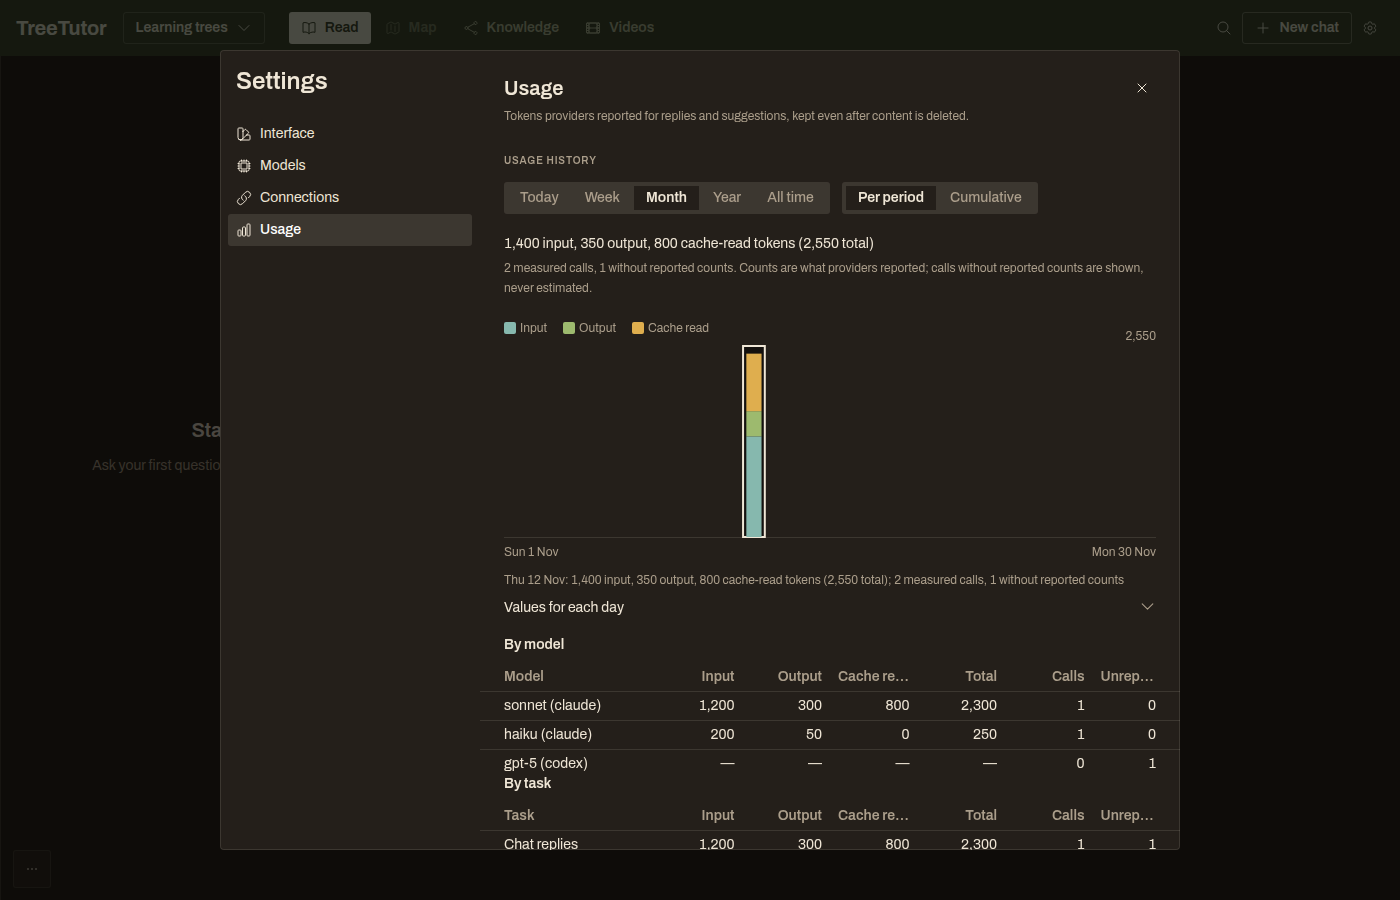 TreeTutor
Learning trees
Read
Map
Knowledge
Videos
New chat
Settings
Interface
Models
Connections
Usage
Usage
Tokens providers reported for replies and suggestions, kept even after content is deleted.
USAGE HISTORY
Today Week Month Year All time Per period Cumulative
1,400 input, 350 output, 800 cache-read tokens (2,550 total)
2 measured calls, 1 without reported counts. Counts are what providers reported; calls without reported counts are shown,
never estimated.
Input Output Cache read
2,550
Sun 1 Nov Mon 30 Nov
Thu 12 Nov: 1,400 input, 350 output, 800 cache-read tokens (2,550 total); 2 measured calls, 1 without reported counts
Values for each day
By model
Model Input Output Cache re... Total Calls Unrep...
sonnet (claude) 1,200 300 800 2,300 1 0
haiku (claude) 200 50 0 250 1 0
gpt-5 (codex) — — — — 0 1
By task
Task Input Output Cache re... Total Calls Unrep...
Chat replies 1,200 300 800 2,300 1 1
Sta
Ask your first questio
...